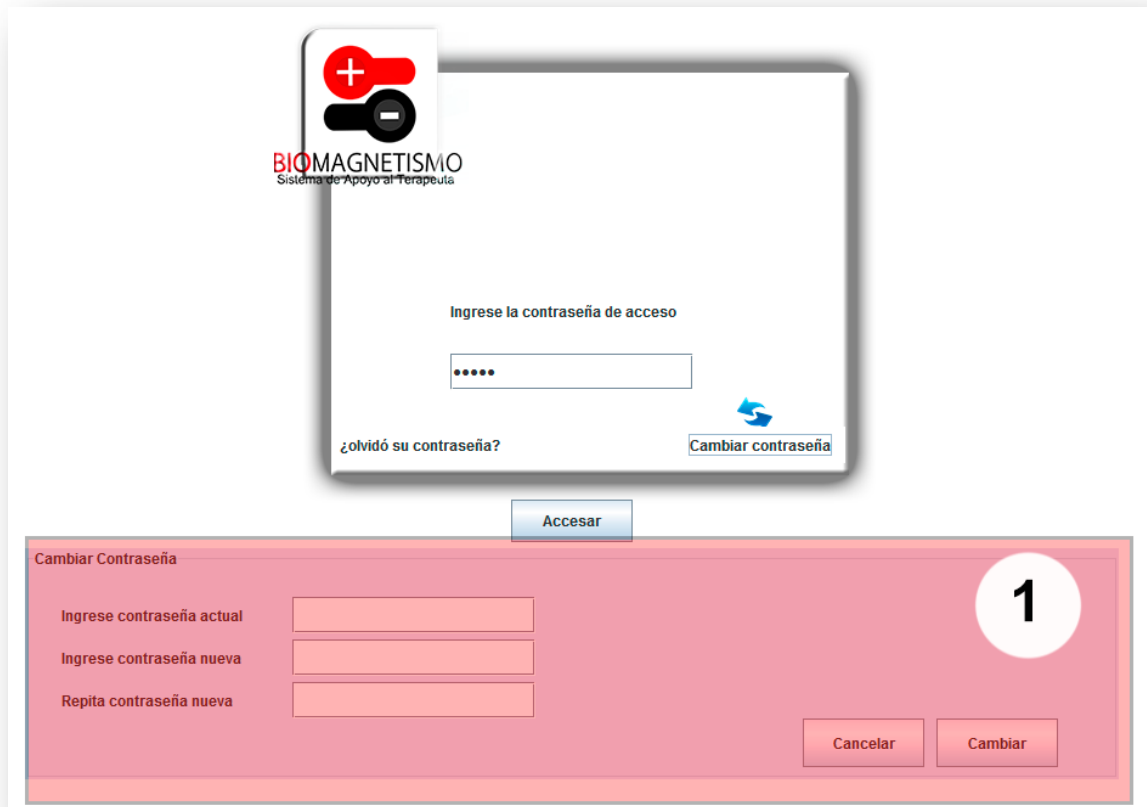 BIOMAGNETISMO
Sistema de Apoyo al Terapeuta
Ingrese la contraseña de acceso
•••••
¿olvidó su contraseña?
Cambiar contraseña
Accesar
Cambiar Contraseña
1
Ingrese contraseña actual
Ingrese contraseña nueva
Repita contraseña nueva
Cancelar
Cambiar